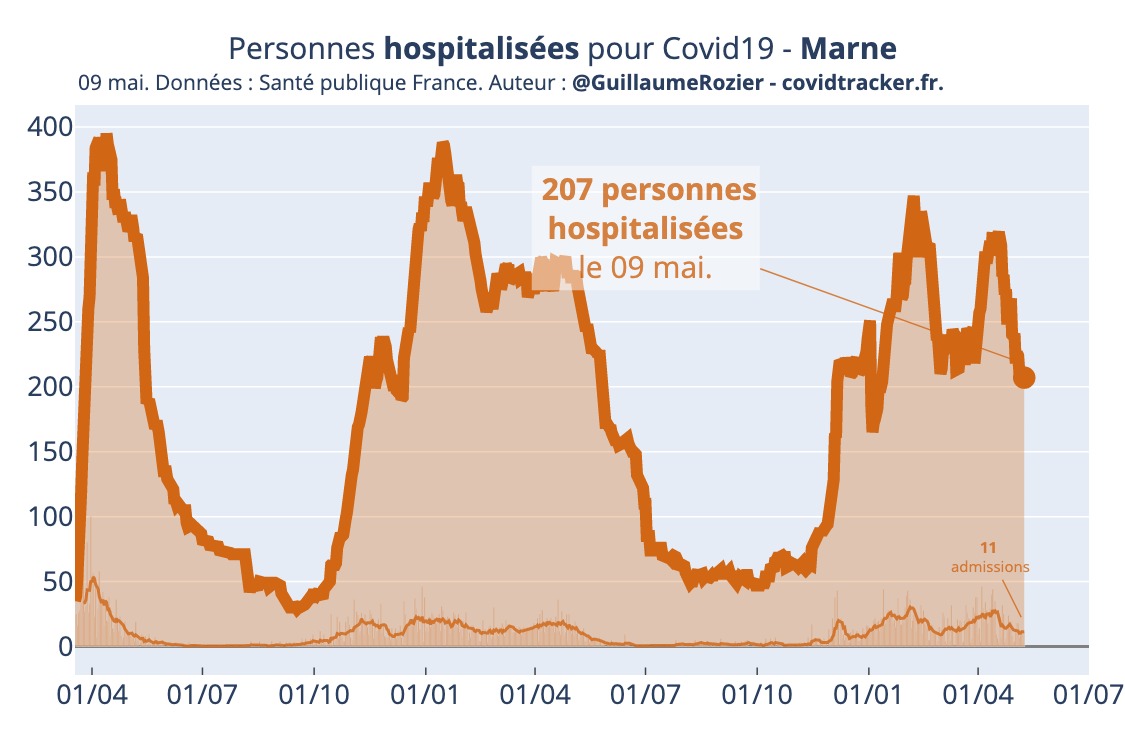 Personnes hospitalisées pour Covid19 - Marne
09 mai. Données : Santé publique France. Auteur : @GuillaumeRozier - covidtracker.fr.
400
350
300
250
200
150
100
50
0
207 personnes
hospitalisées
le 09 mai.
11
admissions
01/04 01/07 01/10 01/01 01/04 01/07 01/10 01/01 01/04 01/07